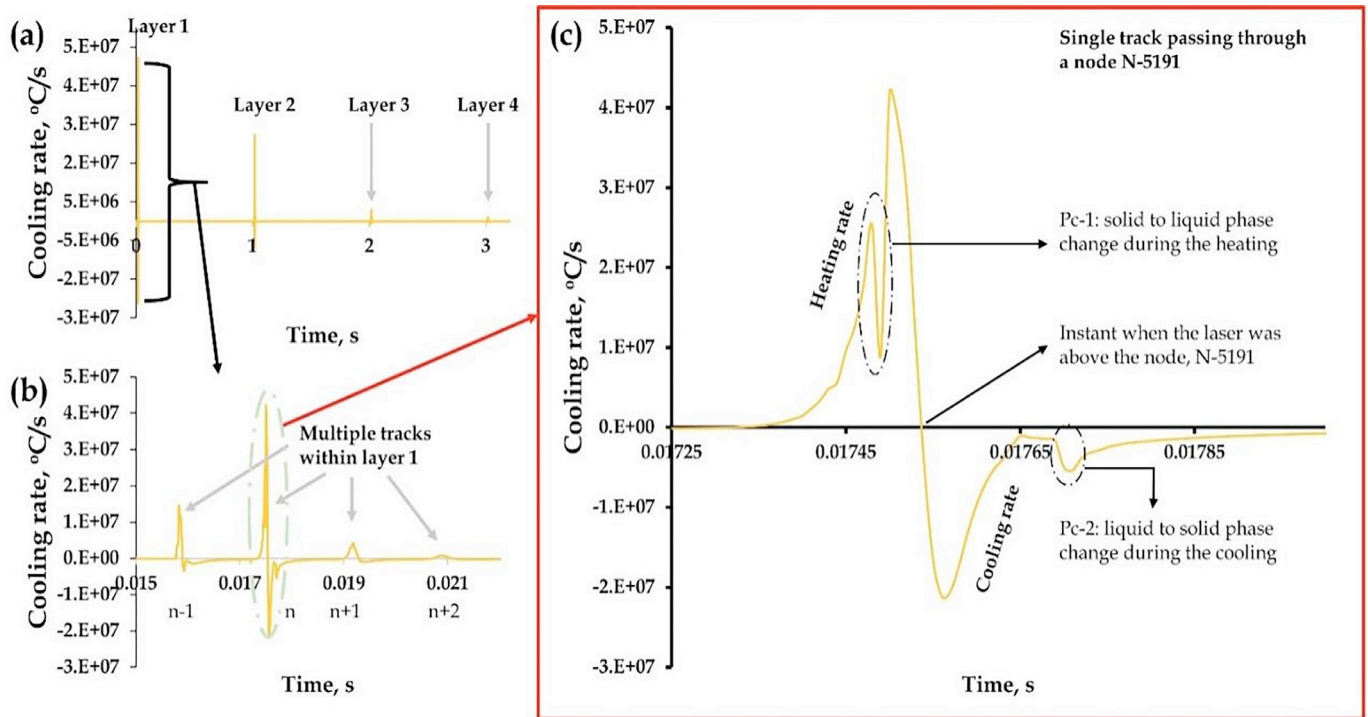 (a)
Layer 1
5.E+07
4.E+07
3.E+07
2.E+07
5.E+06
-5.E+06
-2.E+07
-3.E+07
Cooling rate, °C/s
Layer 2
Layer 3
Layer 4
0
1
2
3
Time, s
(b)
5.E+07
4.E+07
3.E+07
2.E+07
1.E+07
0.E+00
-1.E+07
-2.E+07
-3.E+07
Cooling rate, °C/s
Multiple tracks
within layer 1
0.015
0.017
0.019
0.021
n-1
n
n+1
n+2
Time, s
(c)
5.E+07
4.E+07
3.E+07
2.E+07
1.E+07
0.E+00
-1.E+07
-2.E+07
-3.E+07
Cooling rate, °C/s
Single track passing through
a node N-5191
Heating rate
Pc-1: solid to liquid phase
change during the heating
Instant when the laser was
above the node, N-5191
0.01725
0.01745
0.01765
0.01785
Cooling rate
Pc-2: liquid to solid phase
change during the cooling
Time, s